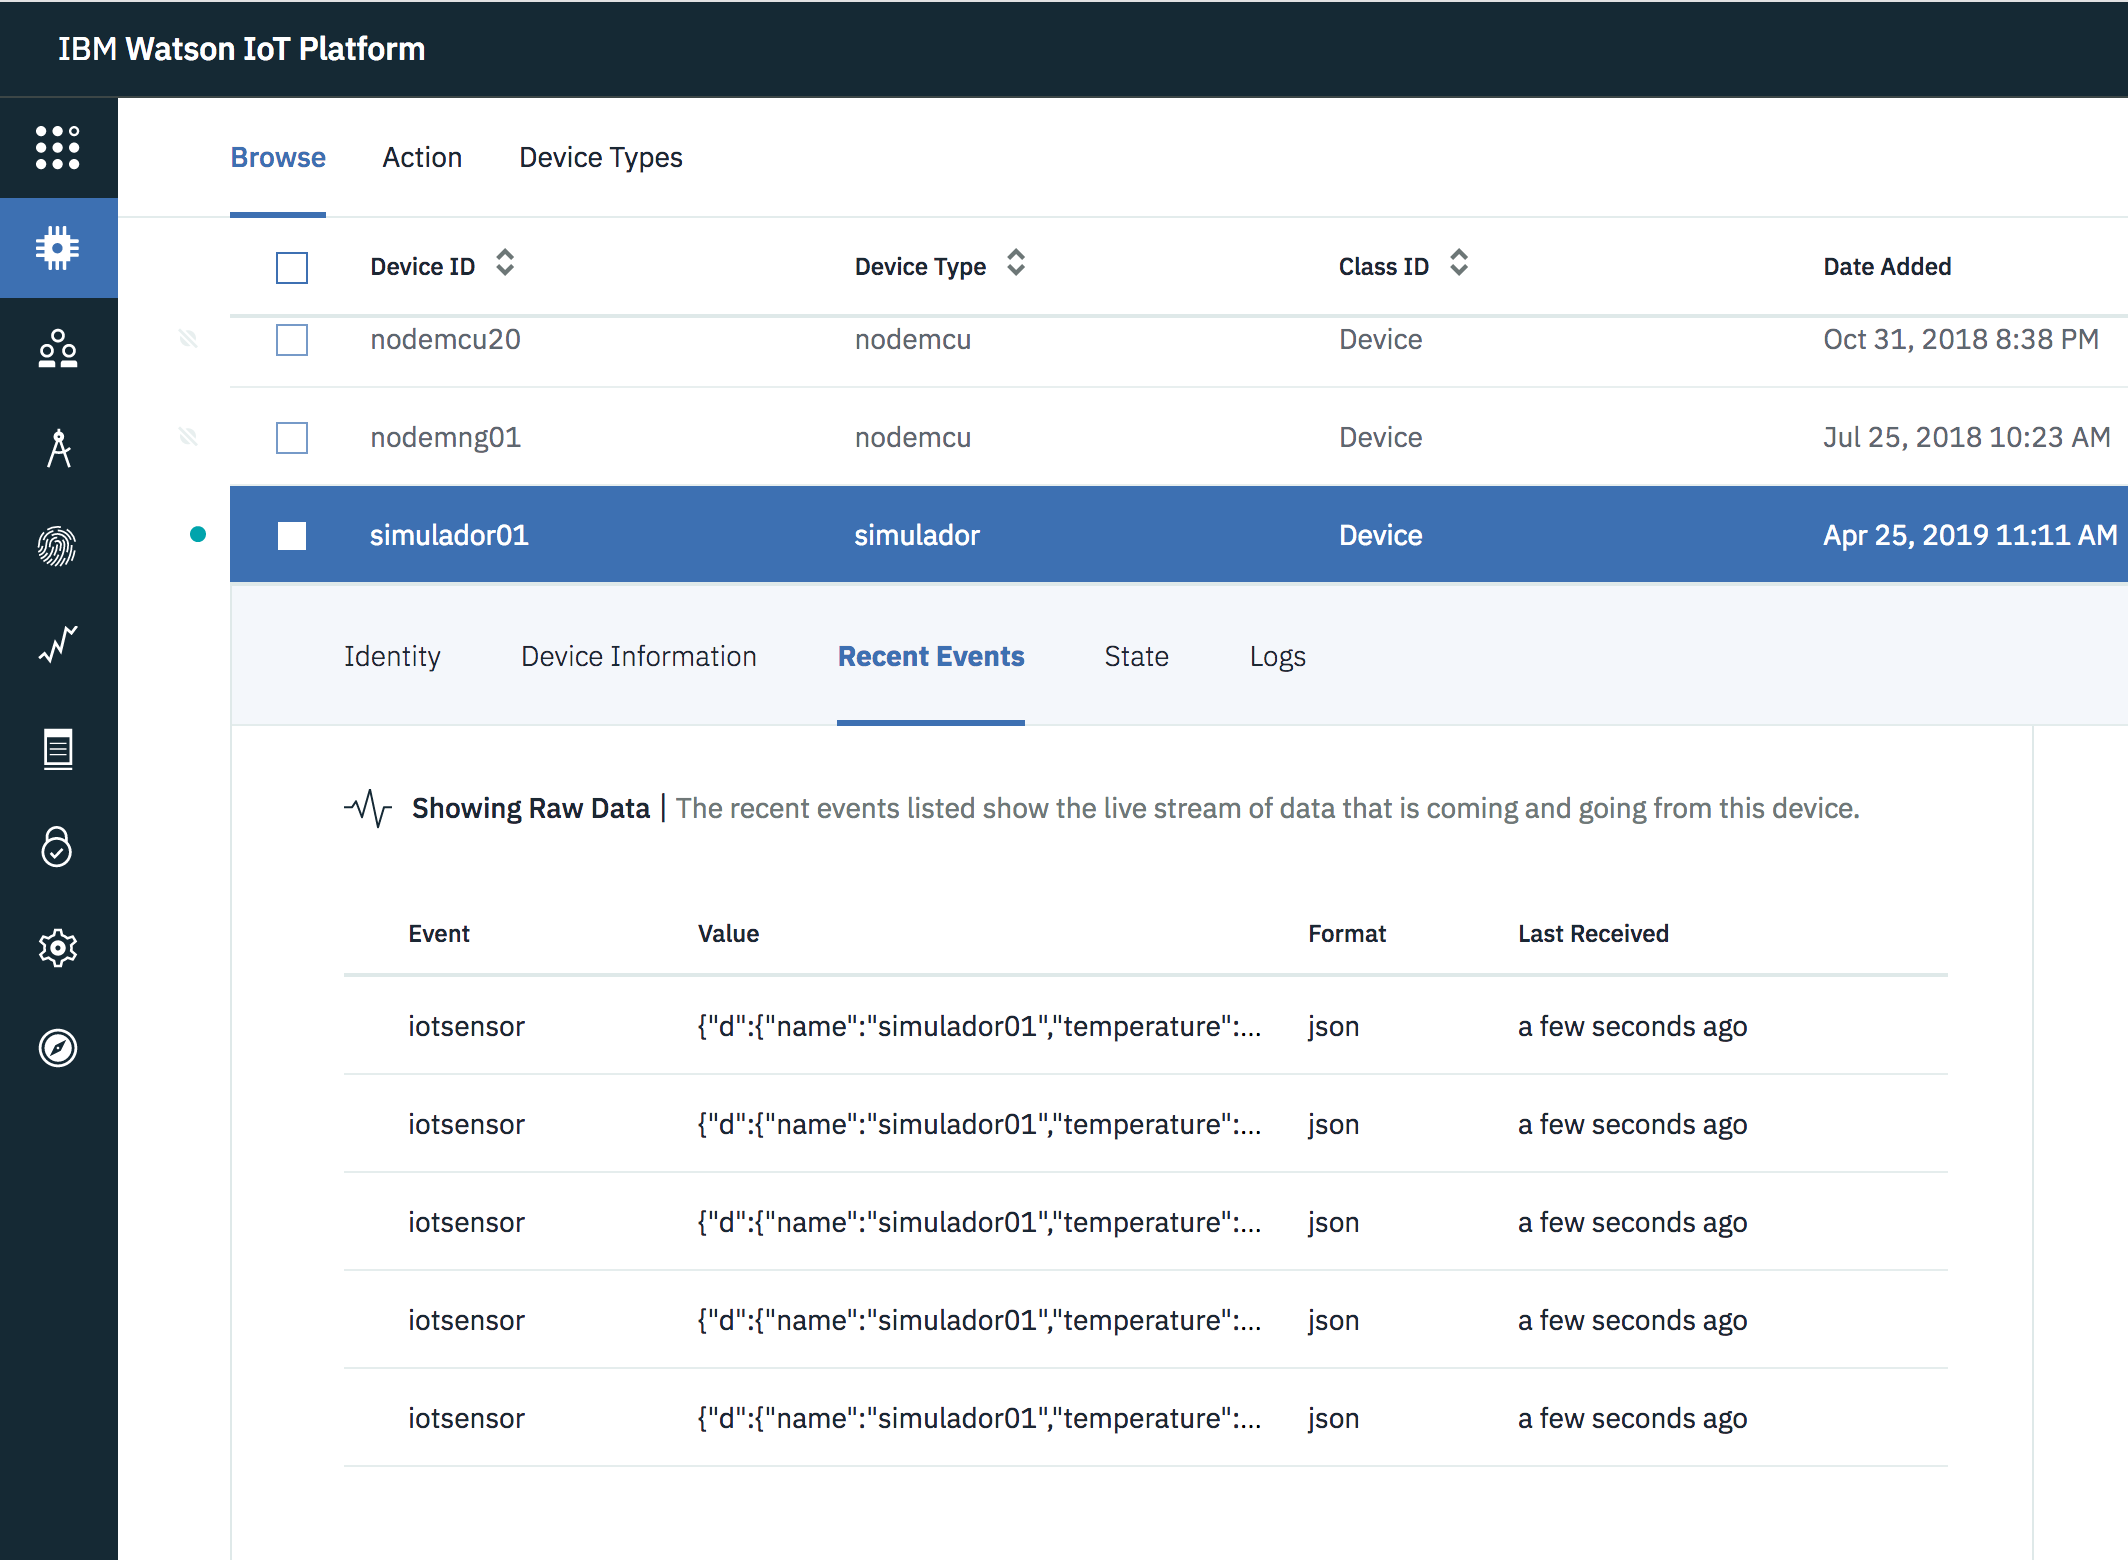 IBM Watson IoT Platform
Browse Action Device Types
Device ID Device Type Class ID Date Added
nodemcu20 nodemcu Device Oct 31, 2018 8:38 PM
nodemng01 nodemcu Device Jul 25, 2018 10:23 AM
simulador01 simulador Device Apr 25, 2019 11:11 AM
Identity Device Information Recent Events State Logs
Showing Raw Data | The recent events listed show the live stream of data that is coming and going from this device.
Event Value Format Last Received
iotsensor {"d":{"name":"simulador01","temperature":... json a few seconds ago
iotsensor {"d":{"name":"simulador01","temperature":... json a few seconds ago
iotsensor {"d":{"name":"simulador01","temperature":... json a few seconds ago
iotsensor {"d":{"name":"simulador01","temperature":... json a few seconds ago
iotsensor {"d":{"name":"simulador01","temperature":... json a few seconds ago